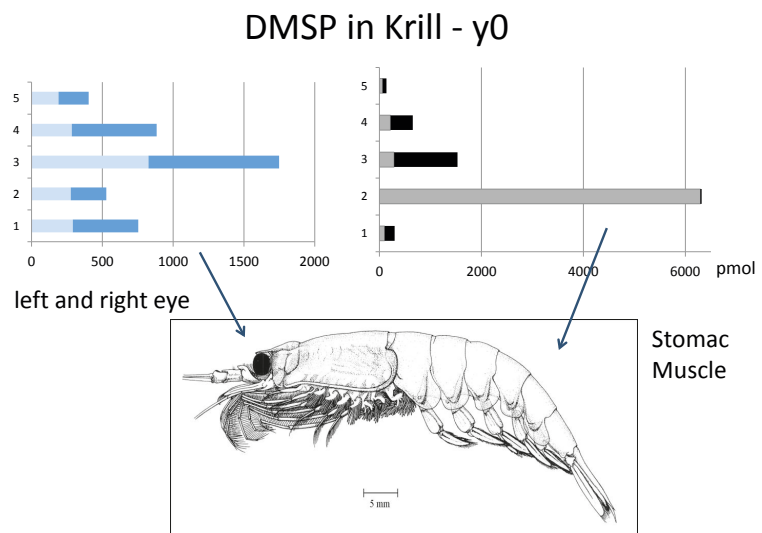 DMSP in Krill - y0
5
4
3
2
1
0 500 1000 1500 2000
5
4
3
2
1
0 2000 4000 6000 pmol
left and right eye
Stomac
Muscle
5 mm